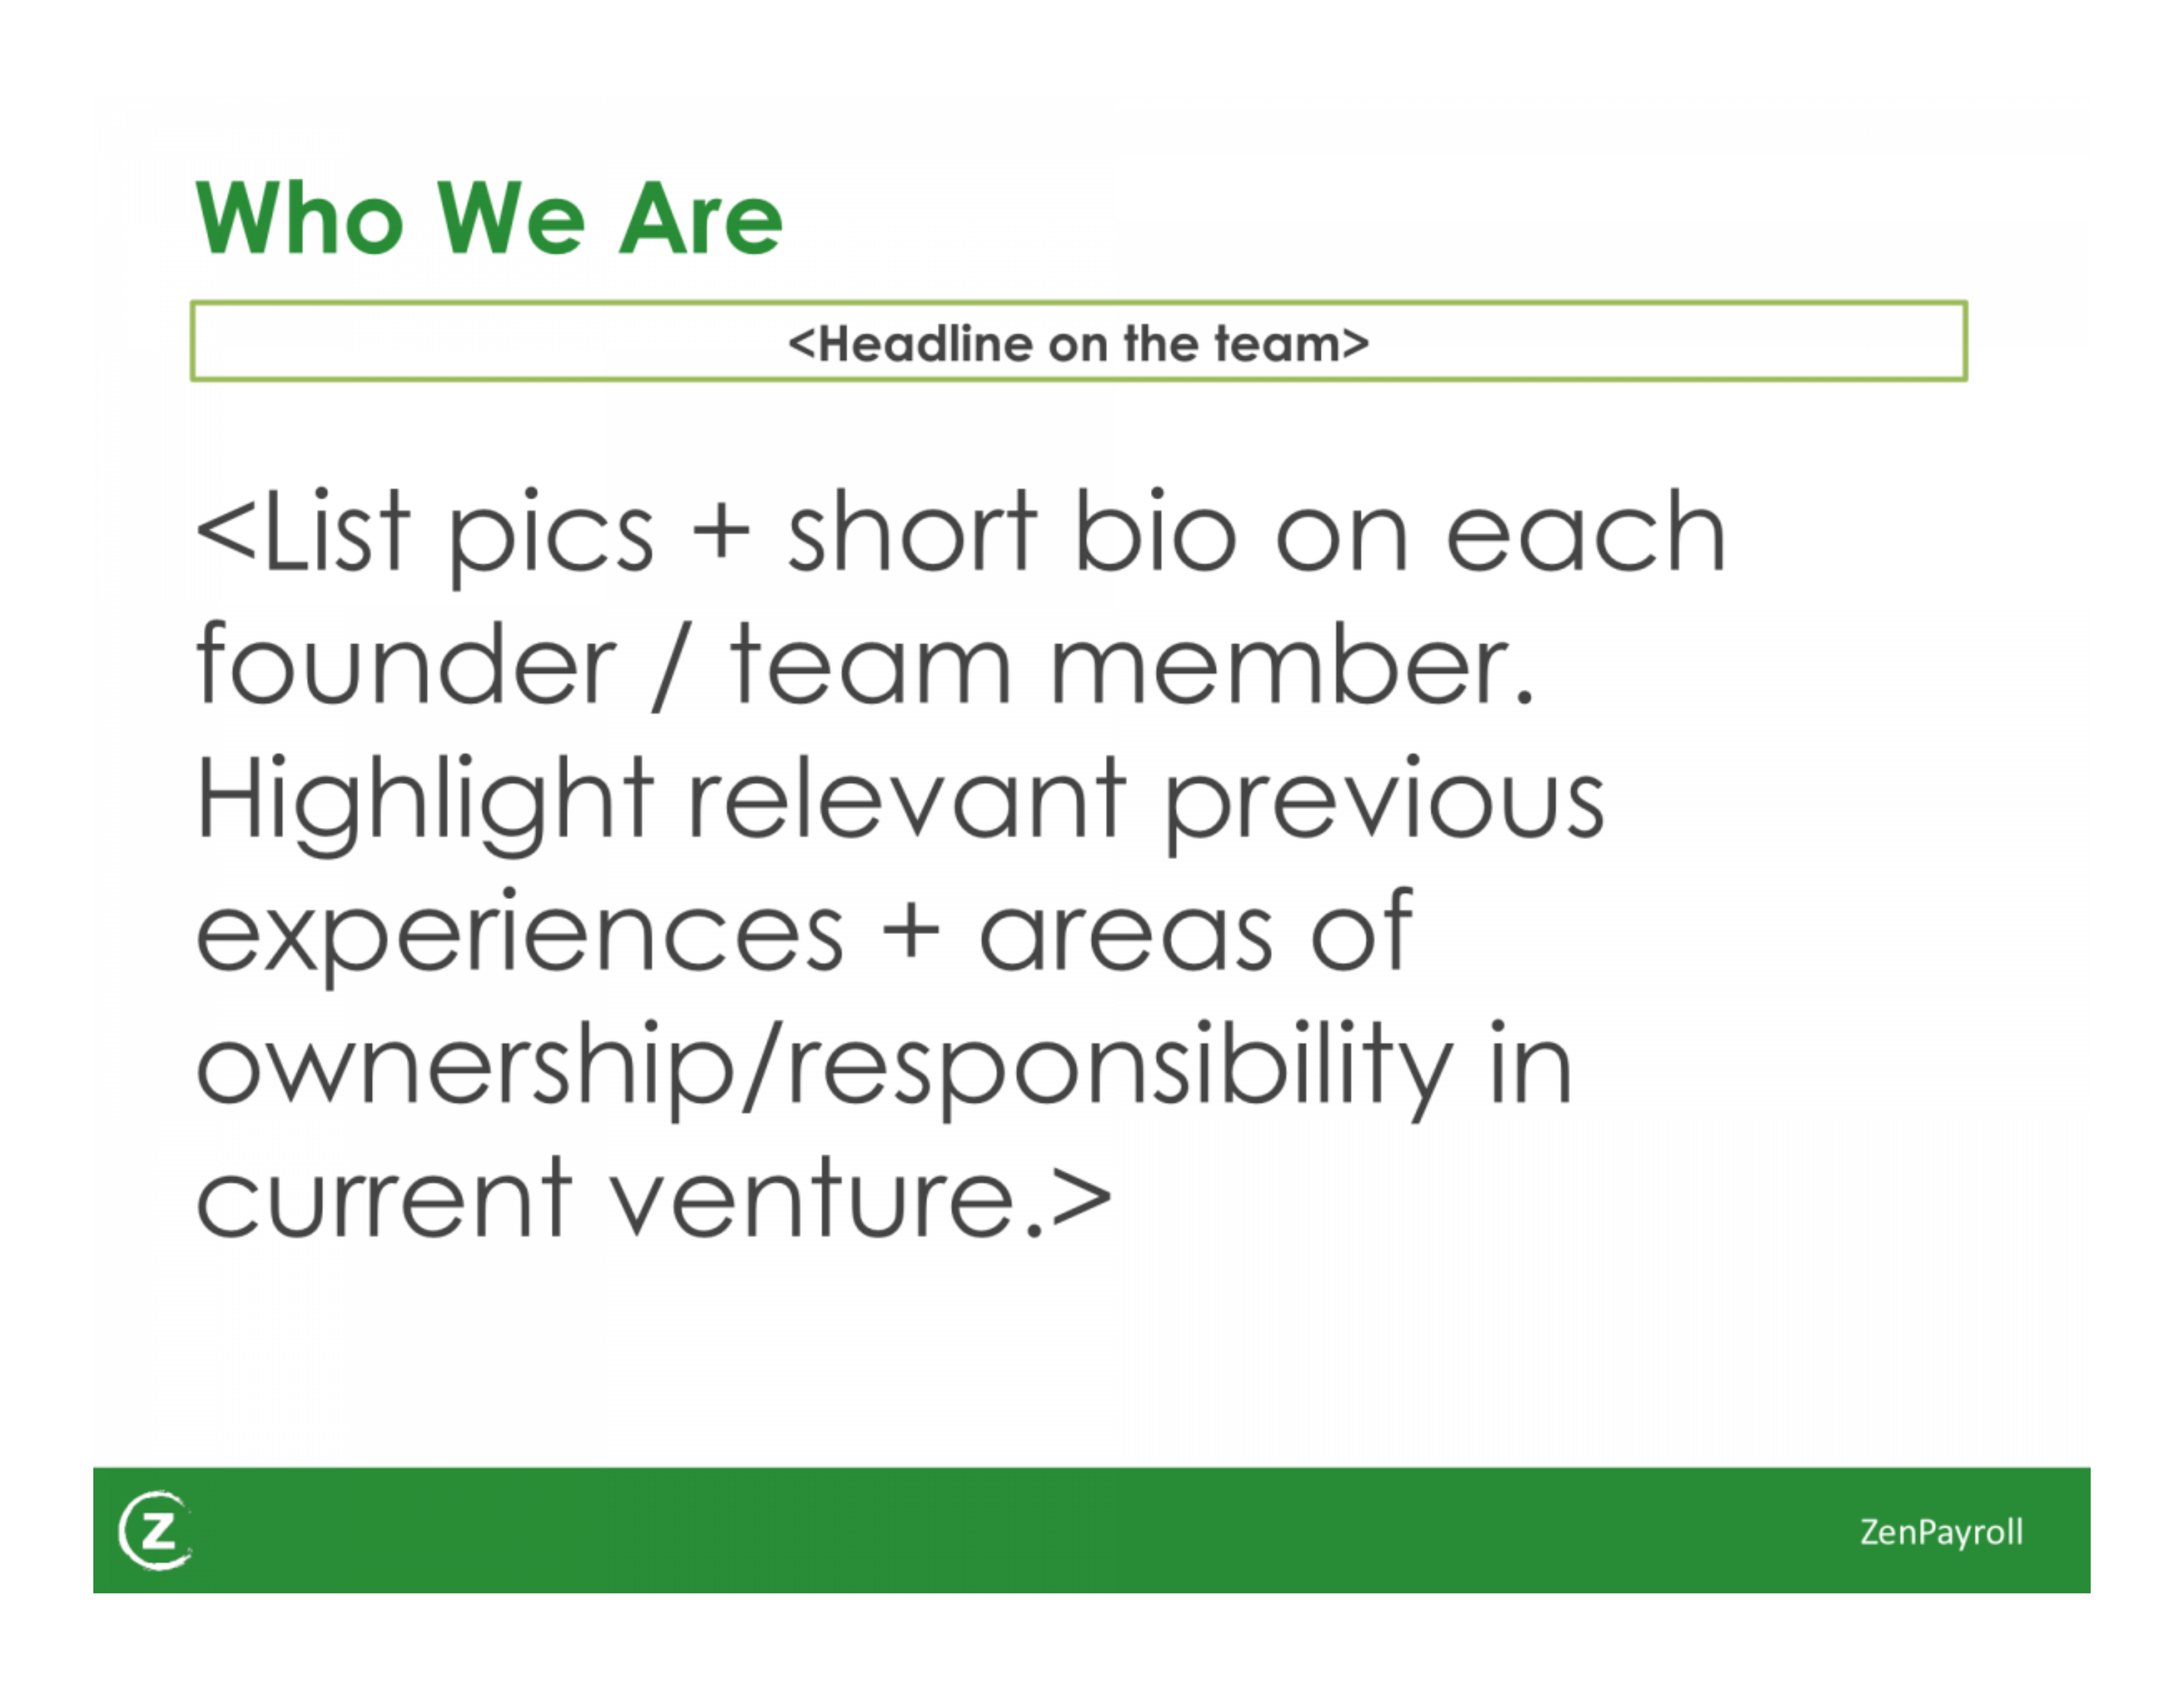 Who We Are
<Headline on the team>
<List pics + short bio on each
founder / team member.
Highlight relevant previous
experiences + areas of
ownership/responsibility in
current venture.>
Z
ZenPayroll